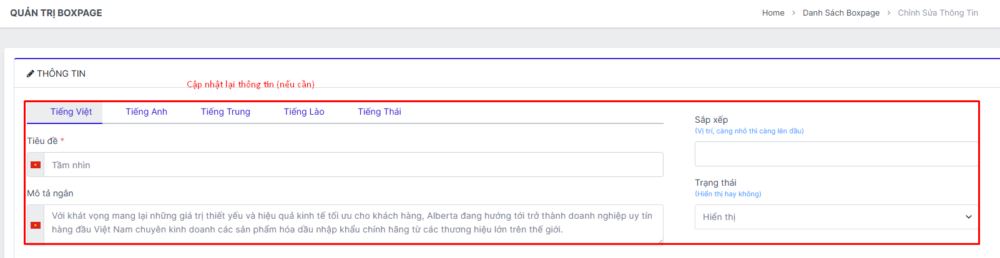 QUẢN TRỊ BOXPAGE
Home > Danh Sách Boxpage > Chỉnh Sửa Thông Tin
THÔNG TIN
Cập nhật lại thông tin (nếu cần)
Tiếng Việt Tiếng Anh Tiếng Trung Tiếng Lào Tiếng Thái
Tiêu đề *
Tầm nhìn
Mô tả ngắn
Với khát vọng mang lại những giá trị thiết yếu và hiệu quả kinh tế tối ưu cho khách hàng, Alberta đang hướng tới trở thành doanh nghiệp uy tín
hàng đầu Việt Nam chuyên kinh doanh các sản phẩm hóa dầu nhập khẩu chính hãng từ các thương hiệu lớn trên thế giới.
Sắp xếp
(Vị trí, càng nhỏ thì càng lên đầu)
Trạng thái
(Hiển thị hay không)
Hiển thị